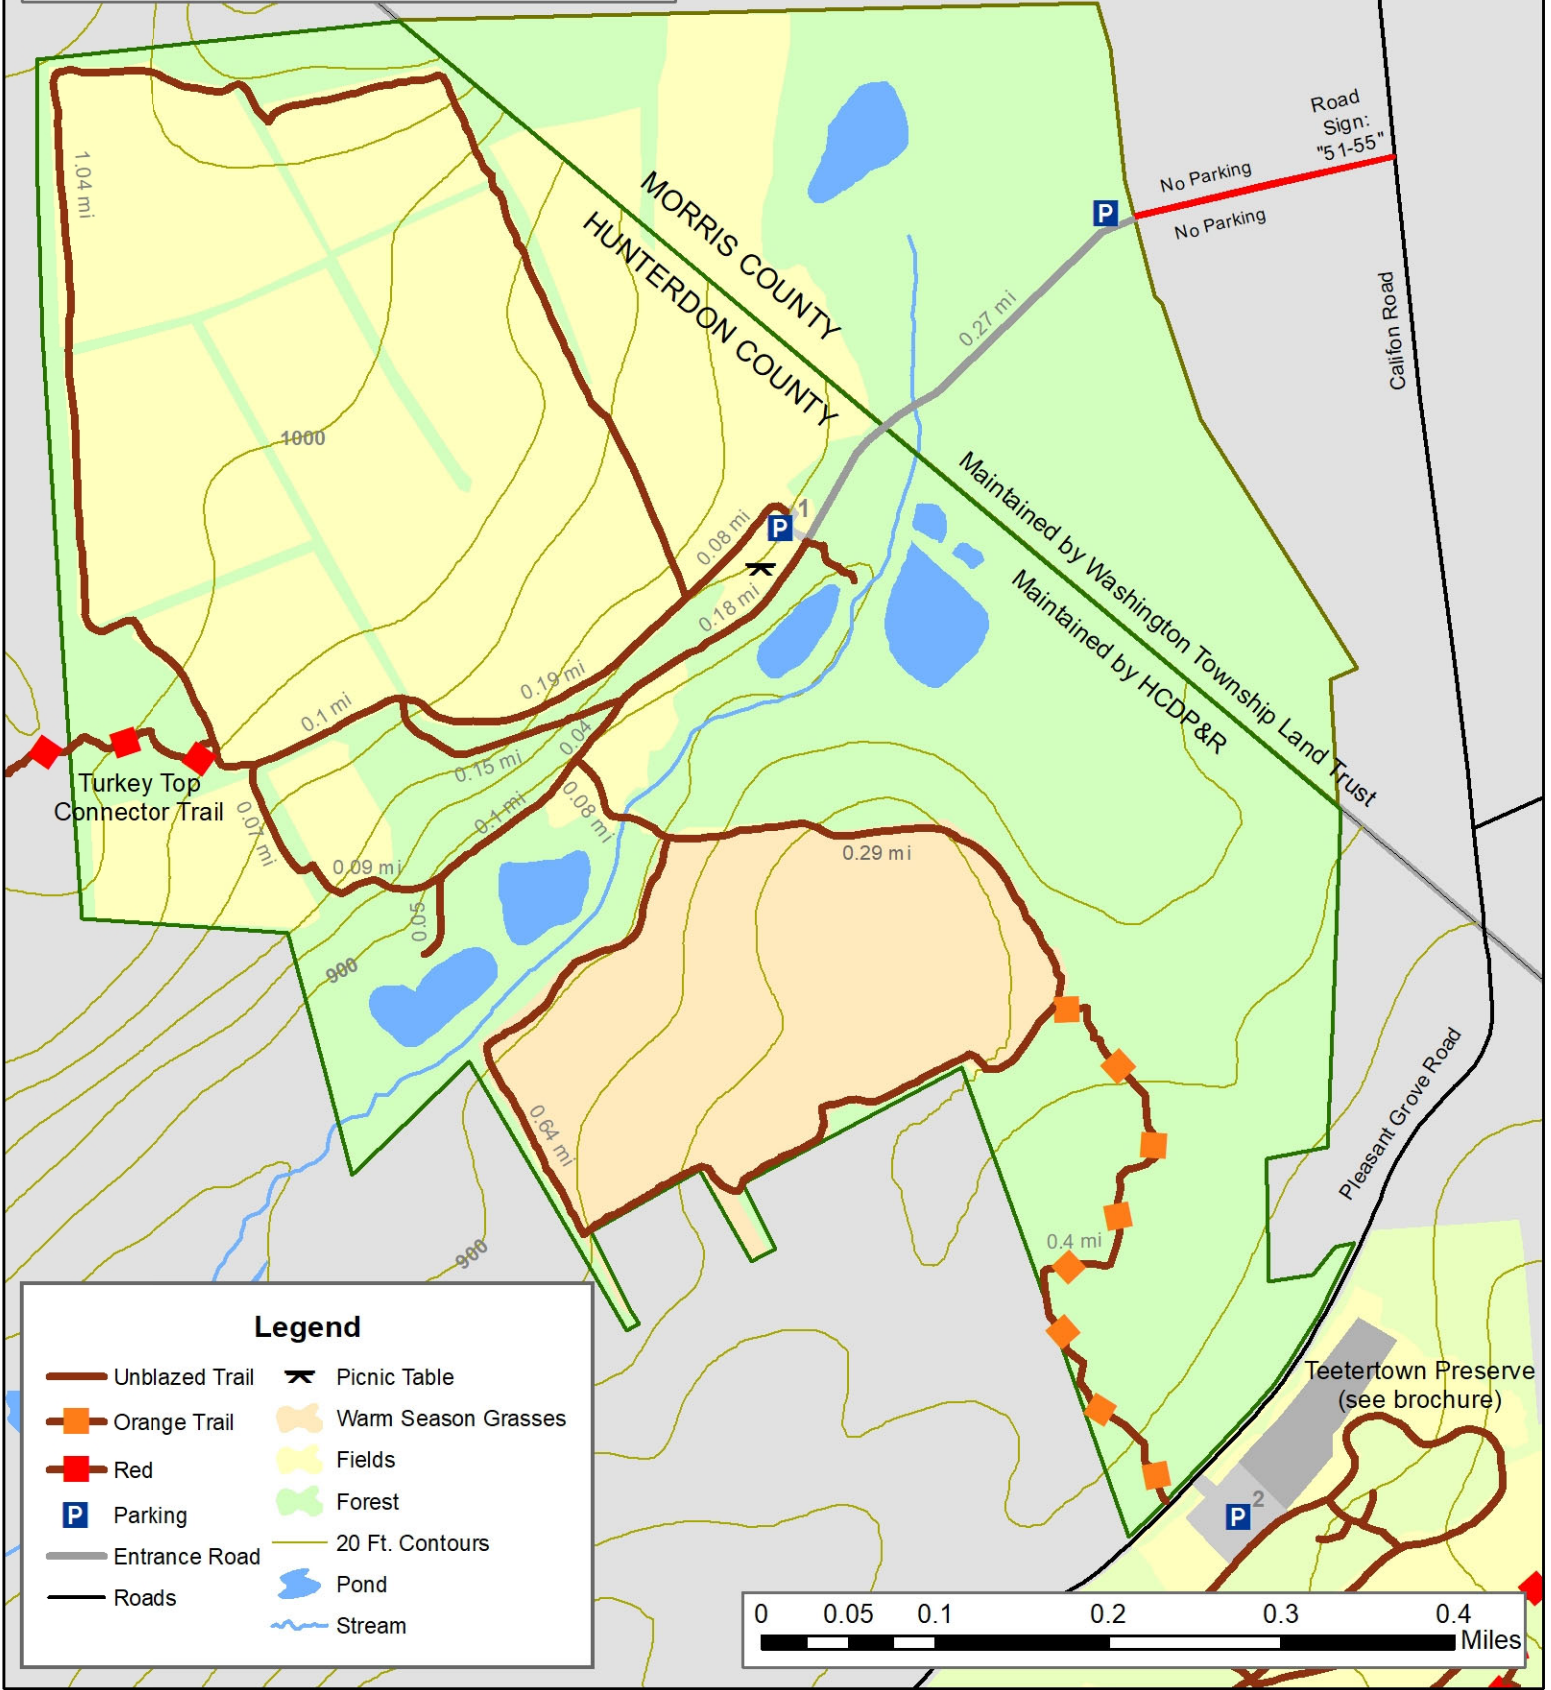 Road
Sign:
"51-55"
No Parking
No Parking
P
1.04 mi
MORRIS COUNTY
HUNTERDON COUNTY
0.27 mi
Califon Road
1000
Maintained by Washington Township Land Trust
Maintained by HCDP&R
1
P
0.08 mi
0.18 mi
0.19 mi
0.1 mi
0.15 mi
0.04
Turkey Top
Connector Trail
0.07 mi
0.1 mi
0.08 mi
0.09 mi
0.29 mi
0.05
900
0.64 mi
900
0.4 mi
Pleasant Grove Road
Teetertown Preserve
(see brochure)
P
2
Legend
Unblazed Trail
Orange Trail
Red
P Parking
Entrance Road
Roads
Picnic Table
Warm Season Grasses
Fields
Forest
20 Ft. Contours
Pond
Stream
0 0.05 0.1 0.2 0.3 0.4
Miles